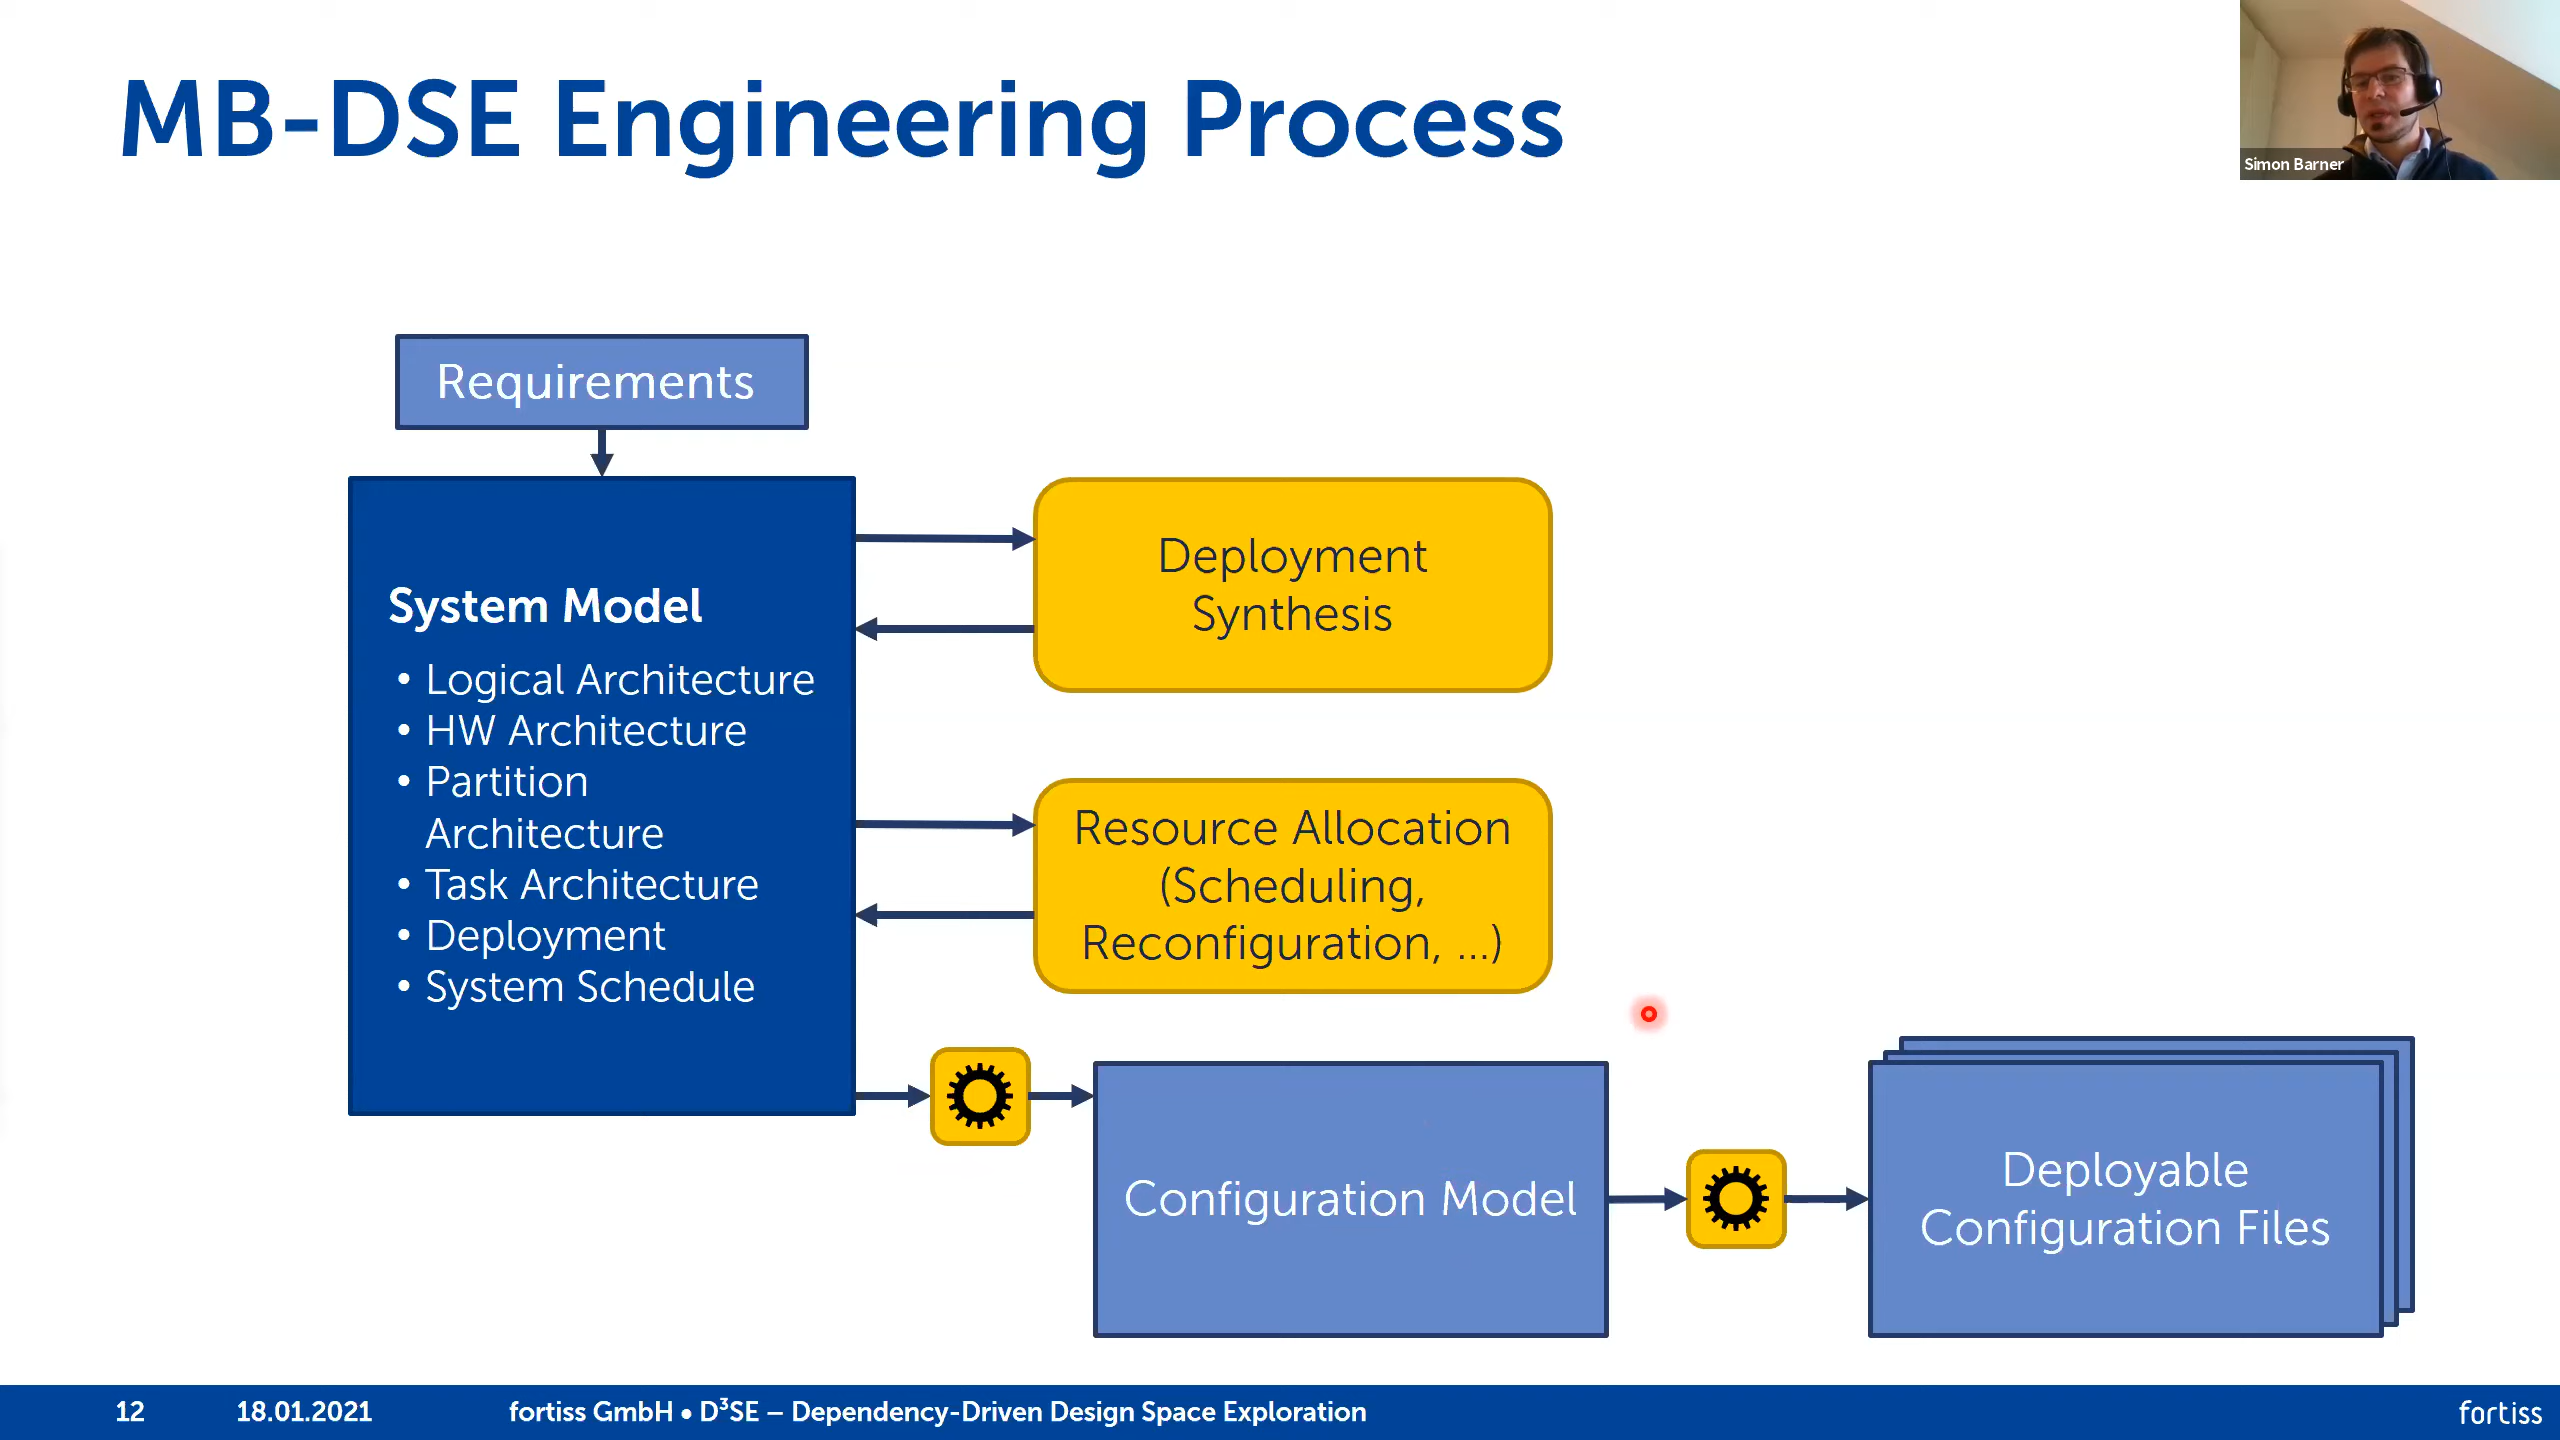 MB-DSE Engineering Process
Simon Barner
Requirements
System Model
• Logical Architecture
• HW Architecture
• Partition
Architecture
• Task Architecture
• Deployment
• System Schedule
Deployment
Synthesis
Resource Allocation
(Scheduling,
Reconfiguration, ...)
Configuration Model
Deployable
Configuration Files
12 18.01.2021 fortiss GmbH • D³SE – Dependency-Driven Design Space Exploration fortiss